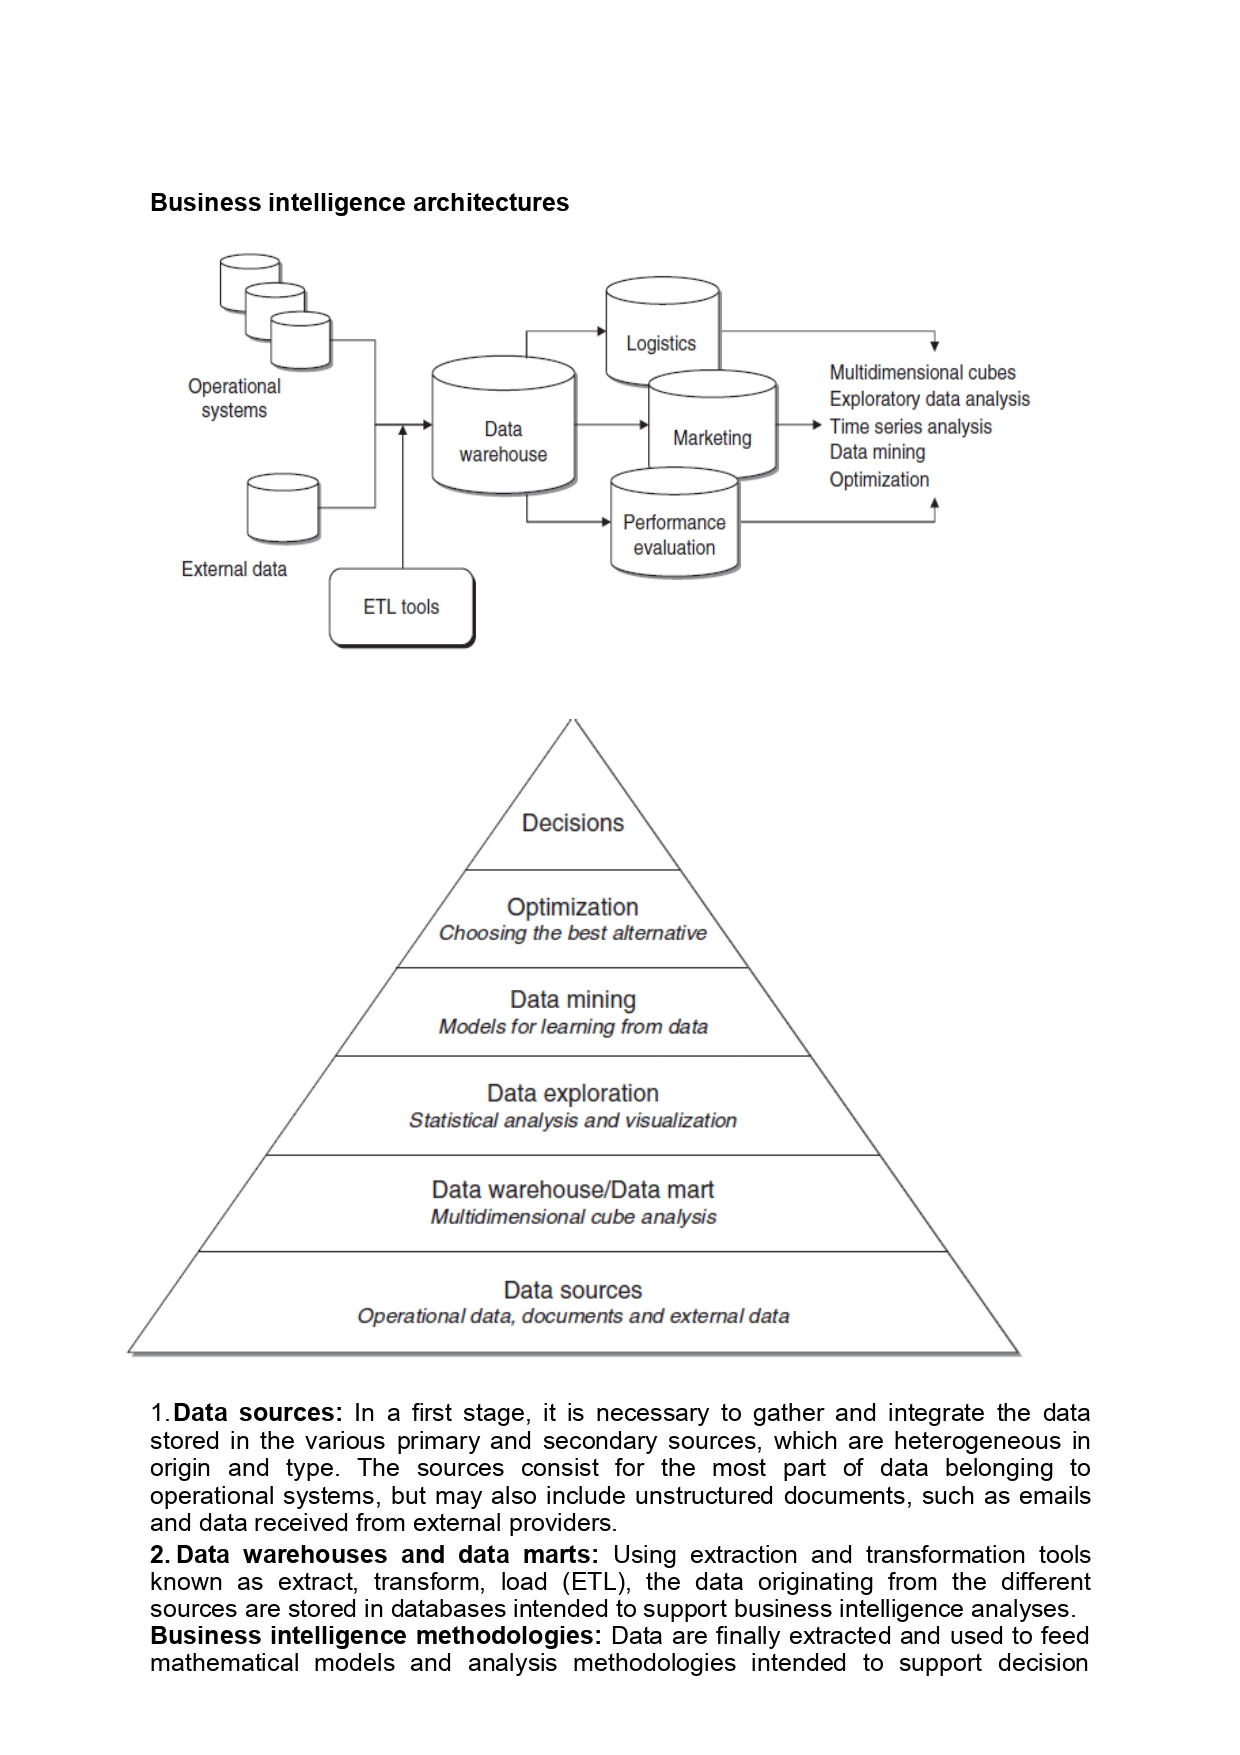 Business intelligence architectures
Operational
systems
External data
ETL tools
Data
warehouse
Logistics
Marketing
Performance
evaluation
Multidimensional cubes
Exploratory data analysis
Time series analysis
Data mining
Optimization
Decisions
Optimization
Choosing the best alternative
Data mining
Models for learning from data
Data exploration
Statistical analysis and visualization
Data warehouse/Data mart
Multidimensional cube analysis
Data sources
Operational data, documents and external data
1. Data sources: In a first stage, it is necessary to gather and integrate the data
stored in the various primary and secondary sources, which are heterogeneous in
origin and type. The sources consist for the most part of data belonging to
operational systems, but may also include unstructured documents, such as emails
and data received from external providers.
2. Data warehouses and data marts: Using extraction and transformation tools
known as extract, transform, load (ETL), the data originating from the different
sources are stored in databases intended to support business intelligence analyses.
Business intelligence methodologies: Data are finally extracted and used to feed
mathematical models and analysis methodologies intended to support decision